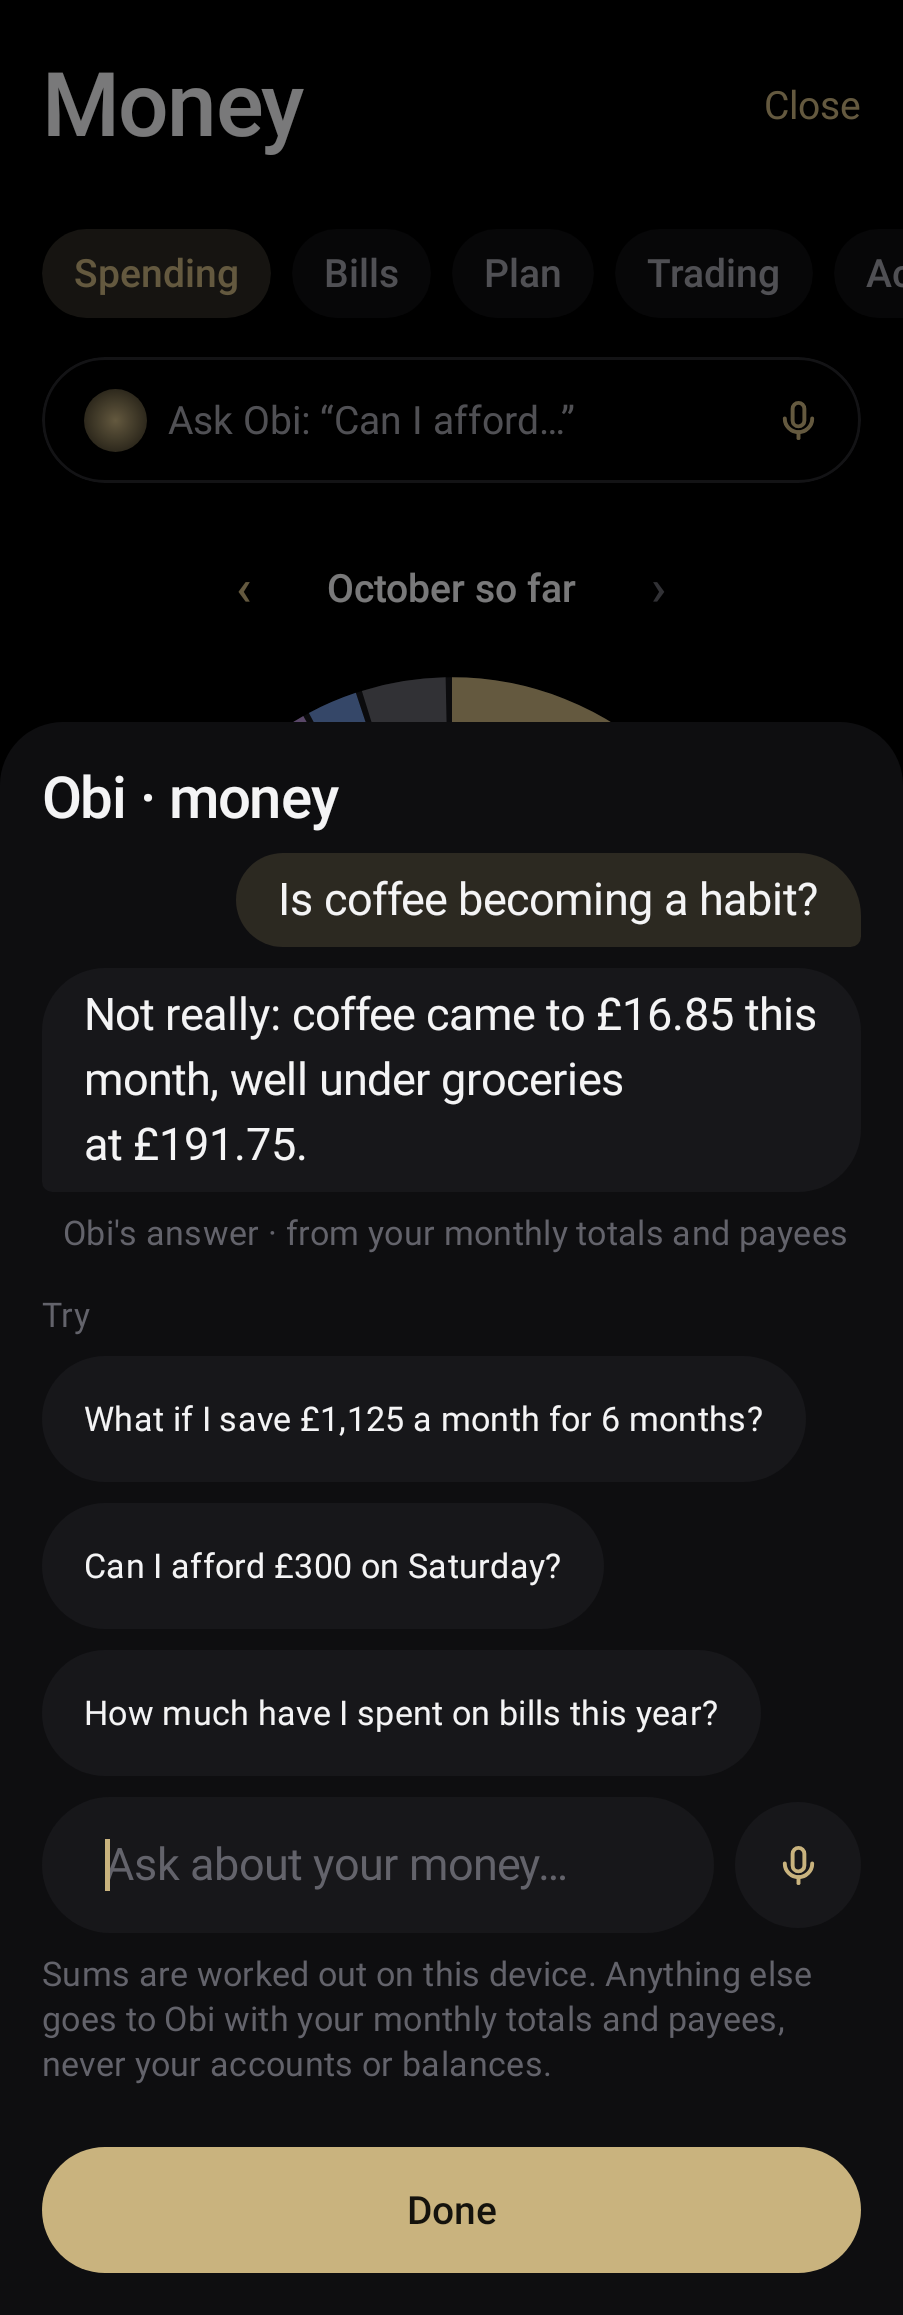 Money
Close
Spending
Bills
Plan
Trading
Ask Obi: “Can I afford…”
‹ October so far ›
Obi · money
Is coffee becoming a habit?
Not really: coffee came to £16.85 this
month, well under groceries
at £191.75.
Obi's answer · from your monthly totals and payees
Try
What if I save £1,125 a month for 6 months?
Can I afford £300 on Saturday?
How much have I spent on bills this year?
Ask about your money…
Sums are worked out on this device. Anything else
goes to Obi with your monthly totals and payees,
never your accounts or balances.
Done